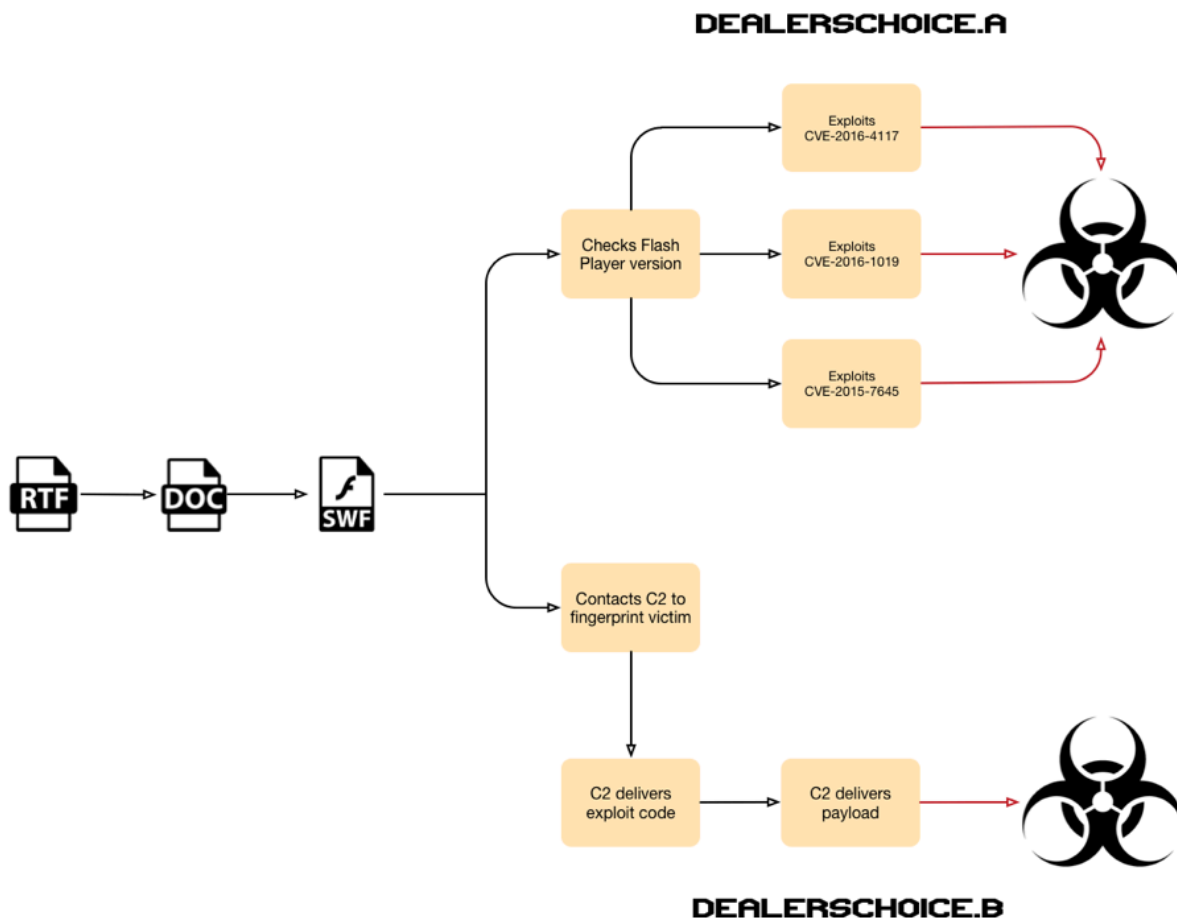 DEALERSCHOICE.A
Exploits
CVE-2016-4117
Checks Flash
Player version
Exploits
CVE-2016-1019
Exploits
CVE-2015-7645
RTF
DOC
SWF
Contacts C2 to
fingerprint victim
C2 delivers
exploit code
C2 delivers
payload
DEALERSCHOICE.B